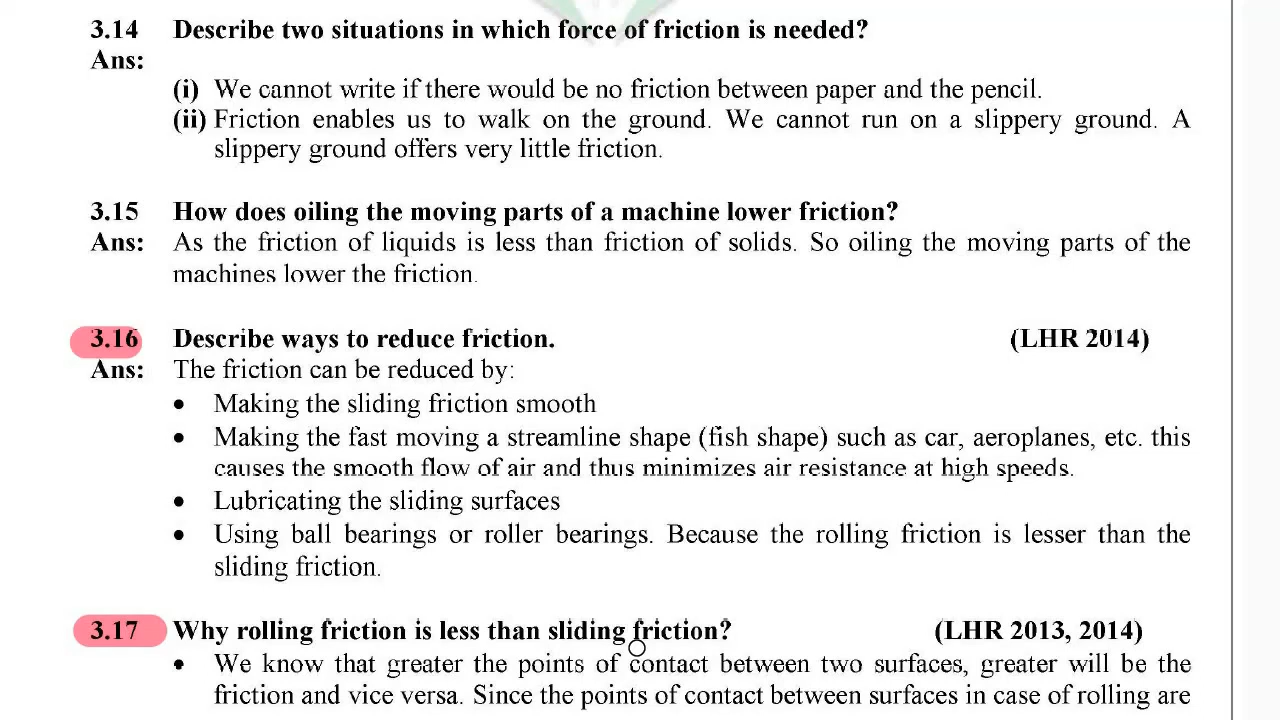 3.14 Describe two situations in which force of friction is needed?
Ans:
(i) We cannot write if there would be no friction between paper and the pencil.
(ii) Friction enables us to walk on the ground. We cannot run on a slippery ground. A
slippery ground offers very little friction.
3.15 How does oiling the moving parts of a machine lower friction?
Ans: As the friction of liquids is less than friction of solids. So oiling the moving parts of the
machines lower the friction.
3.16 Describe ways to reduce friction. (LHR 2014)
Ans: The friction can be reduced by:
• Making the sliding friction smooth
• Making the fast moving a streamline shape (fish shape) such as car, aeroplanes, etc. this
causes the smooth flow of air and thus minimizes air resistance at high speeds.
• Lubricating the sliding surfaces
• Using ball bearings or roller bearings. Because the rolling friction is lesser than the
sliding friction.
3.17 Why rolling friction is less than sliding friction? (LHR 2013, 2014)
• We know that greater the points of contact between two surfaces, greater will be the
friction and vice versa. Since the points of contact between surfaces in case of rolling are